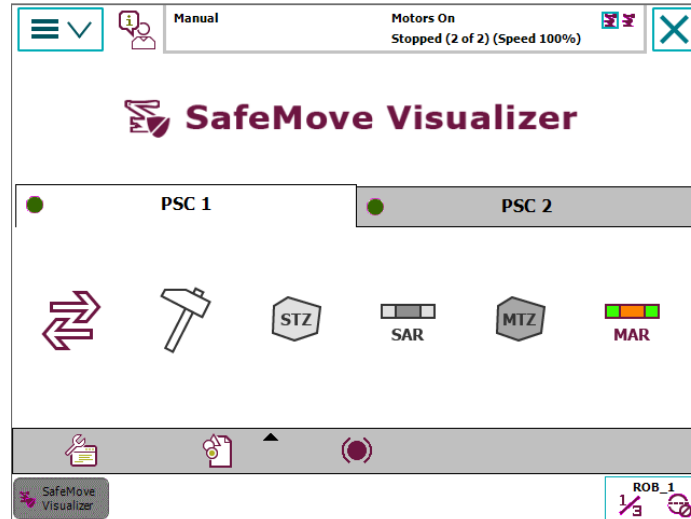 Manual
Motors On
Stopped (2 of 2) (Speed 100%)
SafeMove Visualizer
PSC 1
PSC 2
STZ
SAR
MTZ
MAR
SafeMove
Visualizer
ROB_1
1/3